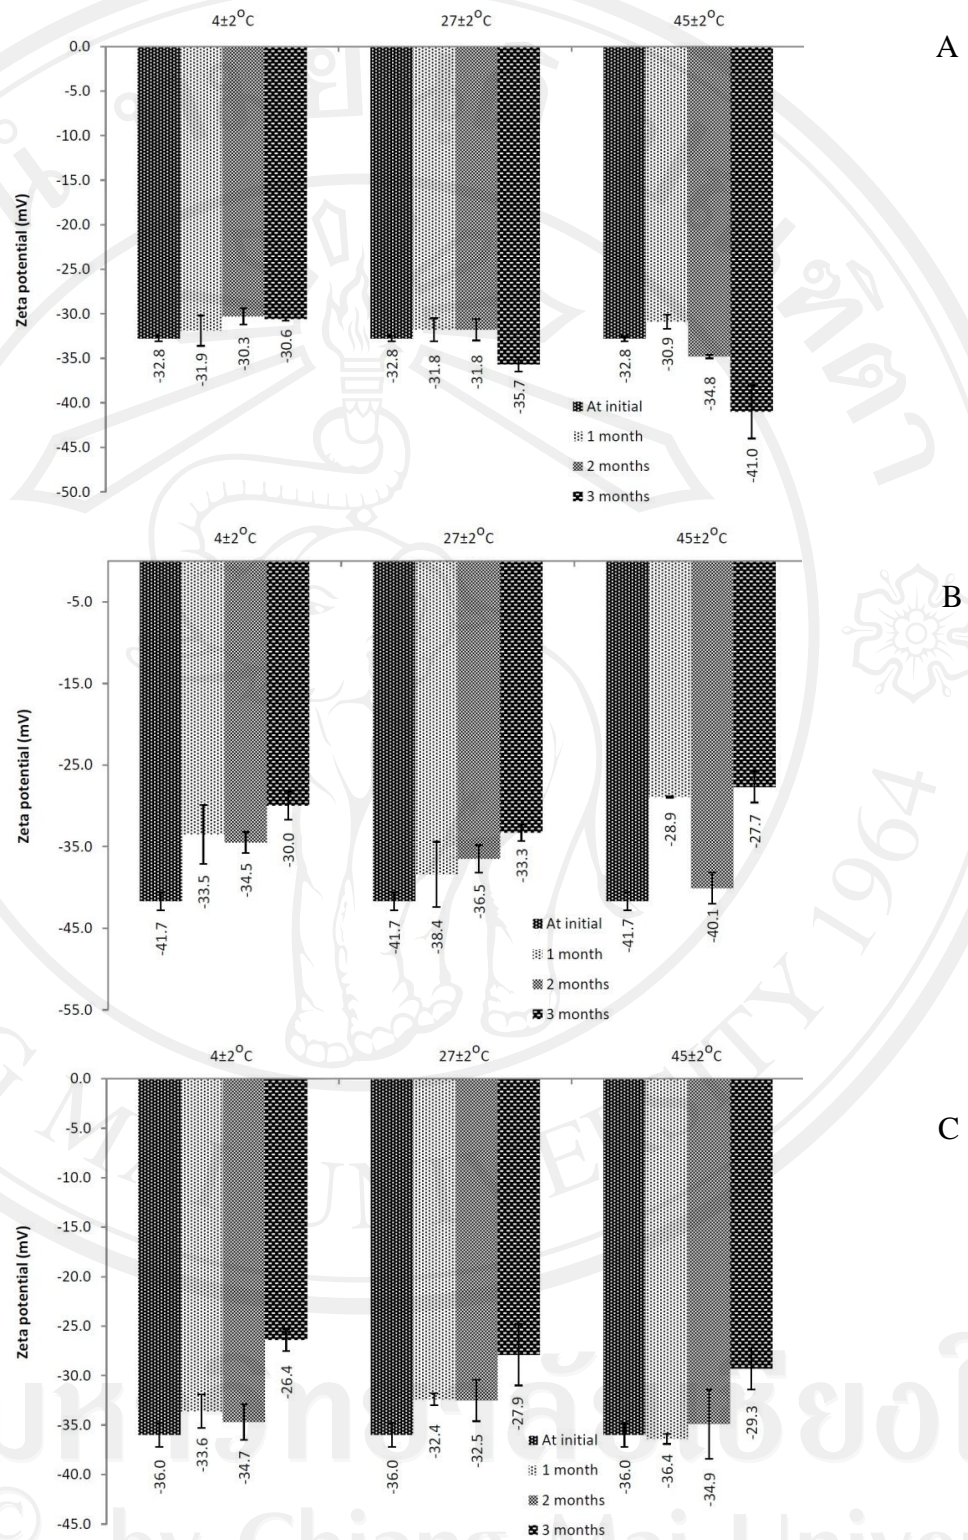 4±2°C 27±2°C 45±2°C
A
0.0
-5.0
-10.0
-15.0
-20.0
-25.0
-30.0
-35.0
-40.0
-45.0
-50.0
Zeta potential (mV)
-32.8 -31.9 -30.3 -30.6
-32.8 -31.8 -31.8 -35.7
-32.8 -30.9 -34.8 -41.0
At initial
1 month
2 months
3 months
4±2°C 27±2°C 45±2°C
B
-5.0
-15.0
-25.0
-35.0
-45.0
-55.0
Zeta potential (mV)
-41.7 -33.5 -34.5 -30.0
-41.7 -38.4 -36.5 -33.3
-41.7 -28.9 -40.1 -27.7
At initial
1 month
2 months
3 months
4±2°C 27±2°C 45±2°C
C
0.0
-5.0
-10.0
-15.0
-20.0
-25.0
-30.0
-35.0
-40.0
-45.0
Zeta potential (mV)
-36.0 -33.6 -34.7 -26.4
-36.0 -32.4 -32.5 -27.9
-36.0 -36.4 -34.9 -29.3
At initial
1 month
2 months
3 months
UNIVERSITY 1964
© by Chiang Mai